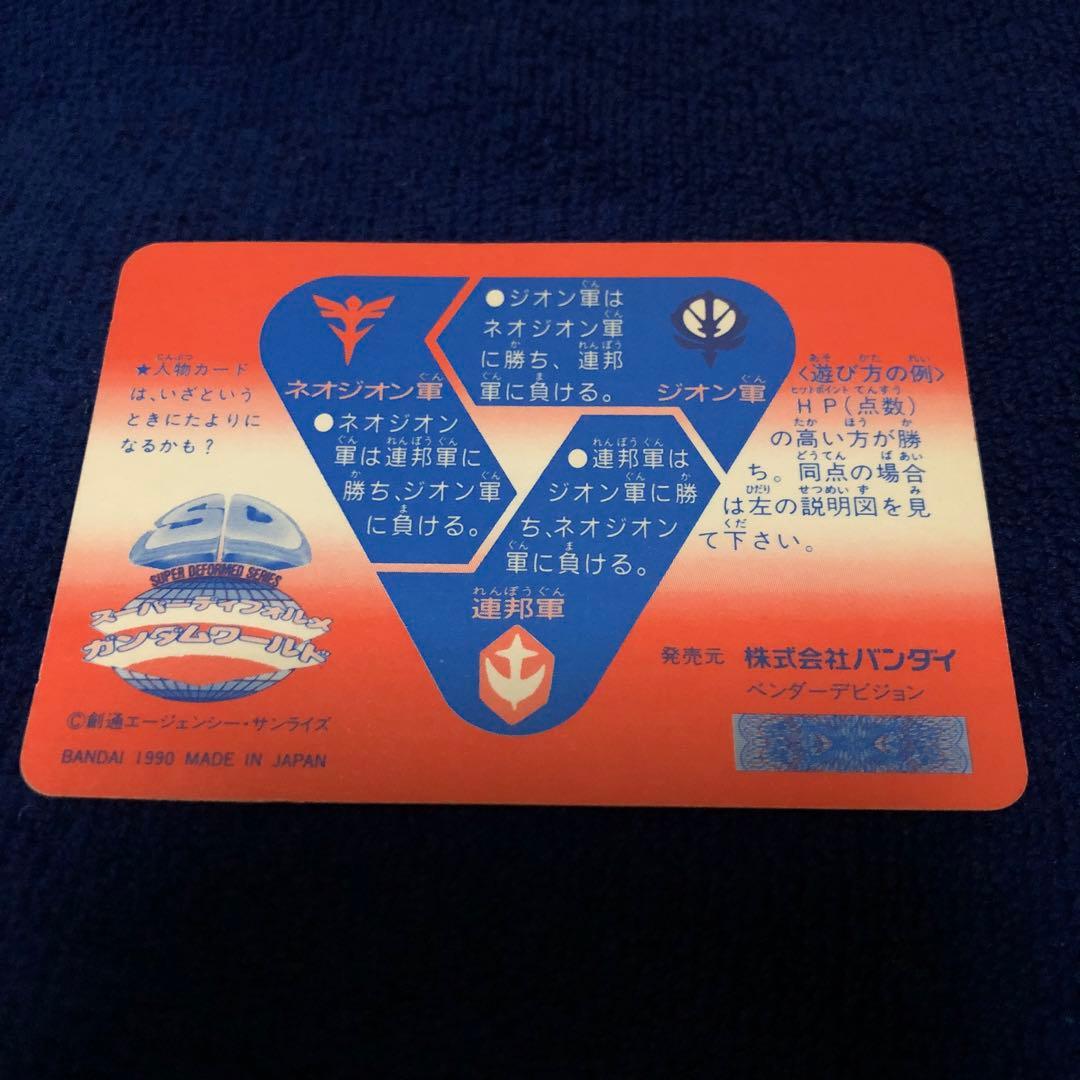 ★人物カード
は、いざという
ときにたよりに
なるかも？
ネオジオン軍
●ネオジオン
軍は連邦軍に
勝ち、ジオン軍
に負ける。
●ジオン軍は
ネオジオン軍
に勝ち、連邦
軍に負ける。
ジオン軍
●連邦軍は
ジオン軍に勝
ち、ネオジオン
軍に負ける。
連邦軍
〈遊び方の例〉
HP(点数)
の高い方が勝
ち。同点の場合
は左の説明図を見
て下さい。
SD
SUPER DEFORMED SERIES
スーパーディフォルメ
ガンダムワールド
©創通エージェンシー・サンライズ
BANDAI 1990 MADE IN JAPAN
発売元 株式会社バンダイ
ベンダーデビジョン